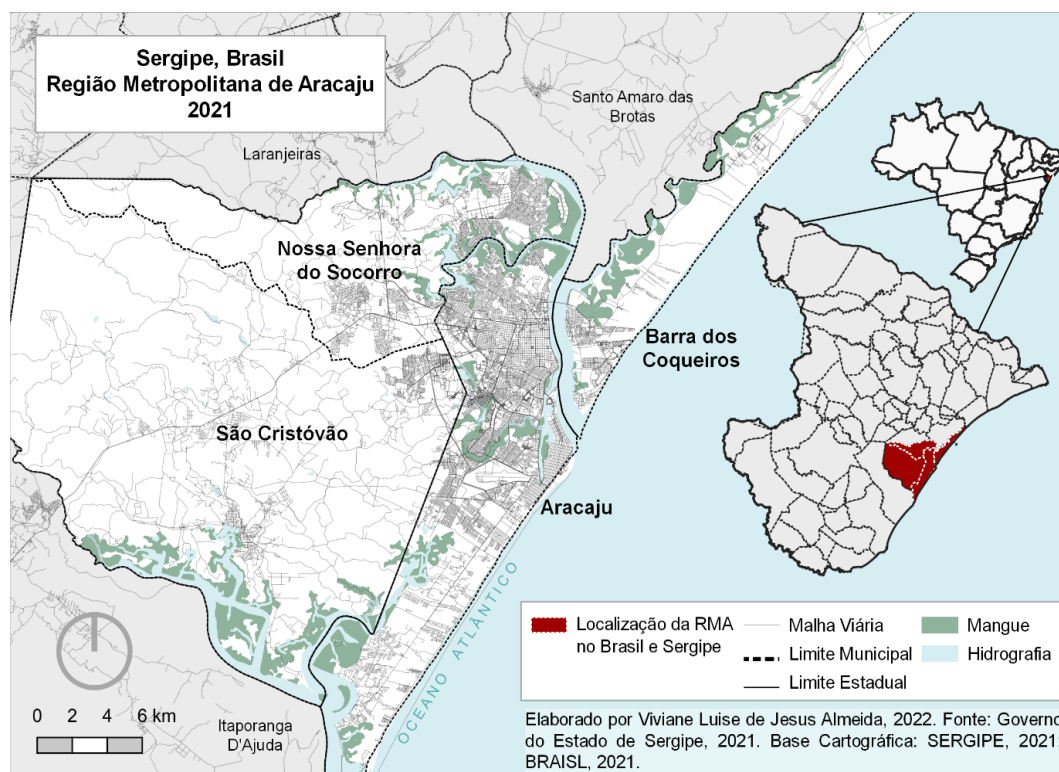 Sergipe, Brasil
Região Metropolitana de Aracaju
2021
Santo Amaro das
Brotas
Laranjeiras
Nossa Senhora
do Socorro
Barra dos
Coqueiros
São Cristóvão
Aracaju
OCEANO ATLÂNTICO
Itaporanga
D'Ajuda
0 2 4 6 km
Localização da RMA
no Brasil e Sergipe
Malha Viária
Limite Municipal
Limite Estadual
Mangue
Hidrografia
Elaborado por Viviane Luise de Jesus Almeida, 2022. Fonte: Governo
do Estado de Sergipe, 2021. Base Cartográfica: SERGIPE, 2021;
BRAISL, 2021.